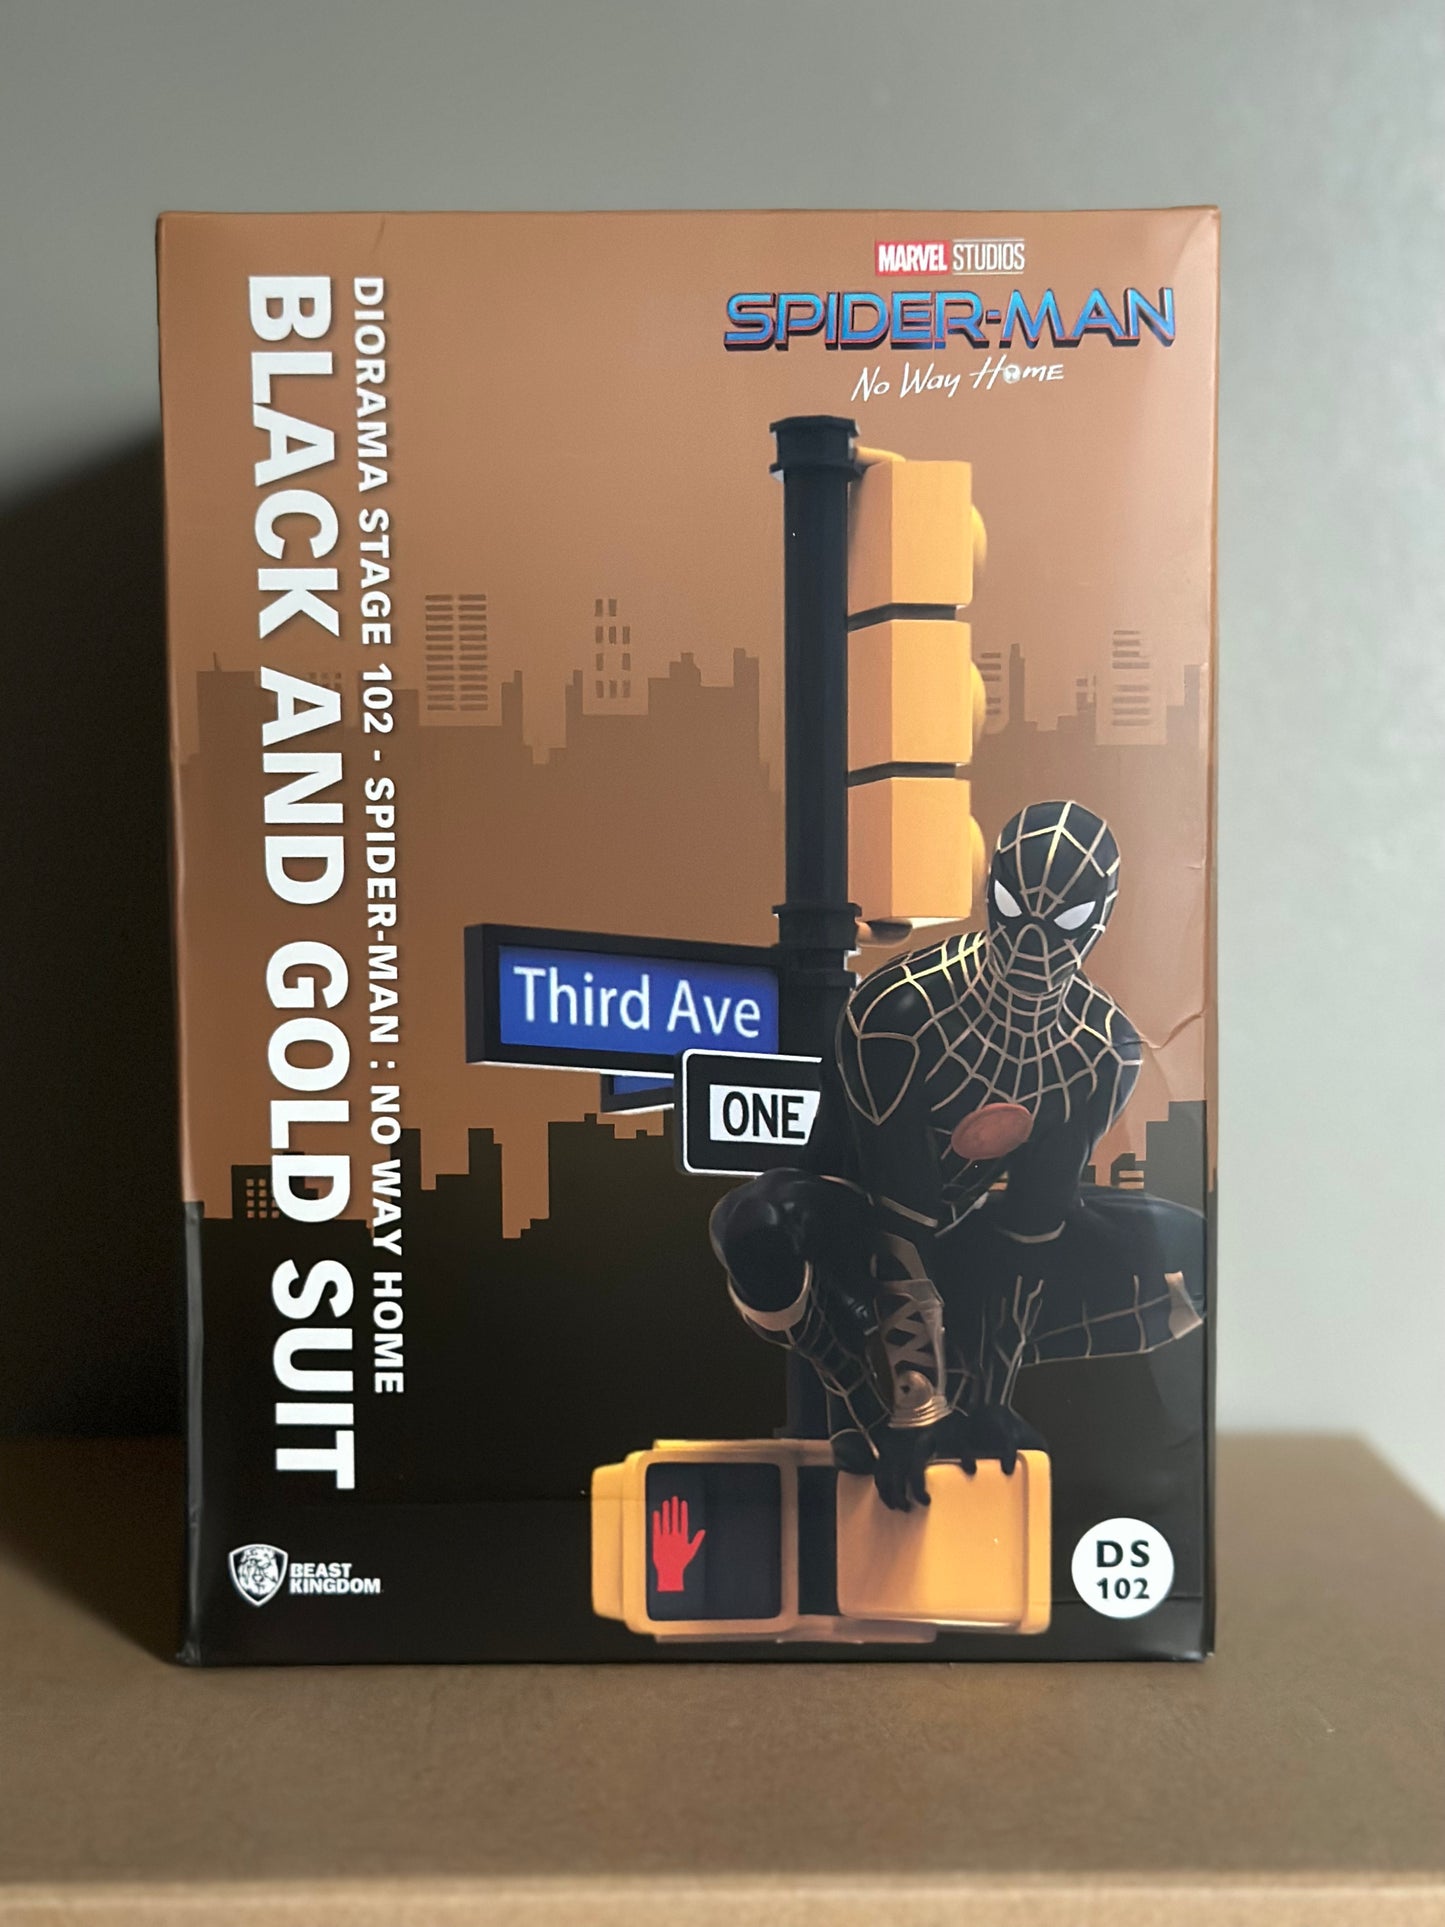 MARVEL STUDIOS
SPIDER-MAN
No Way Home
DIORAMA STAGE 102 - SPIDER-MAN : NO WAY HOME
BLACK AND GOLD SUIT
Third Ave
ONE
BEAST
KINGDOM
DS
102